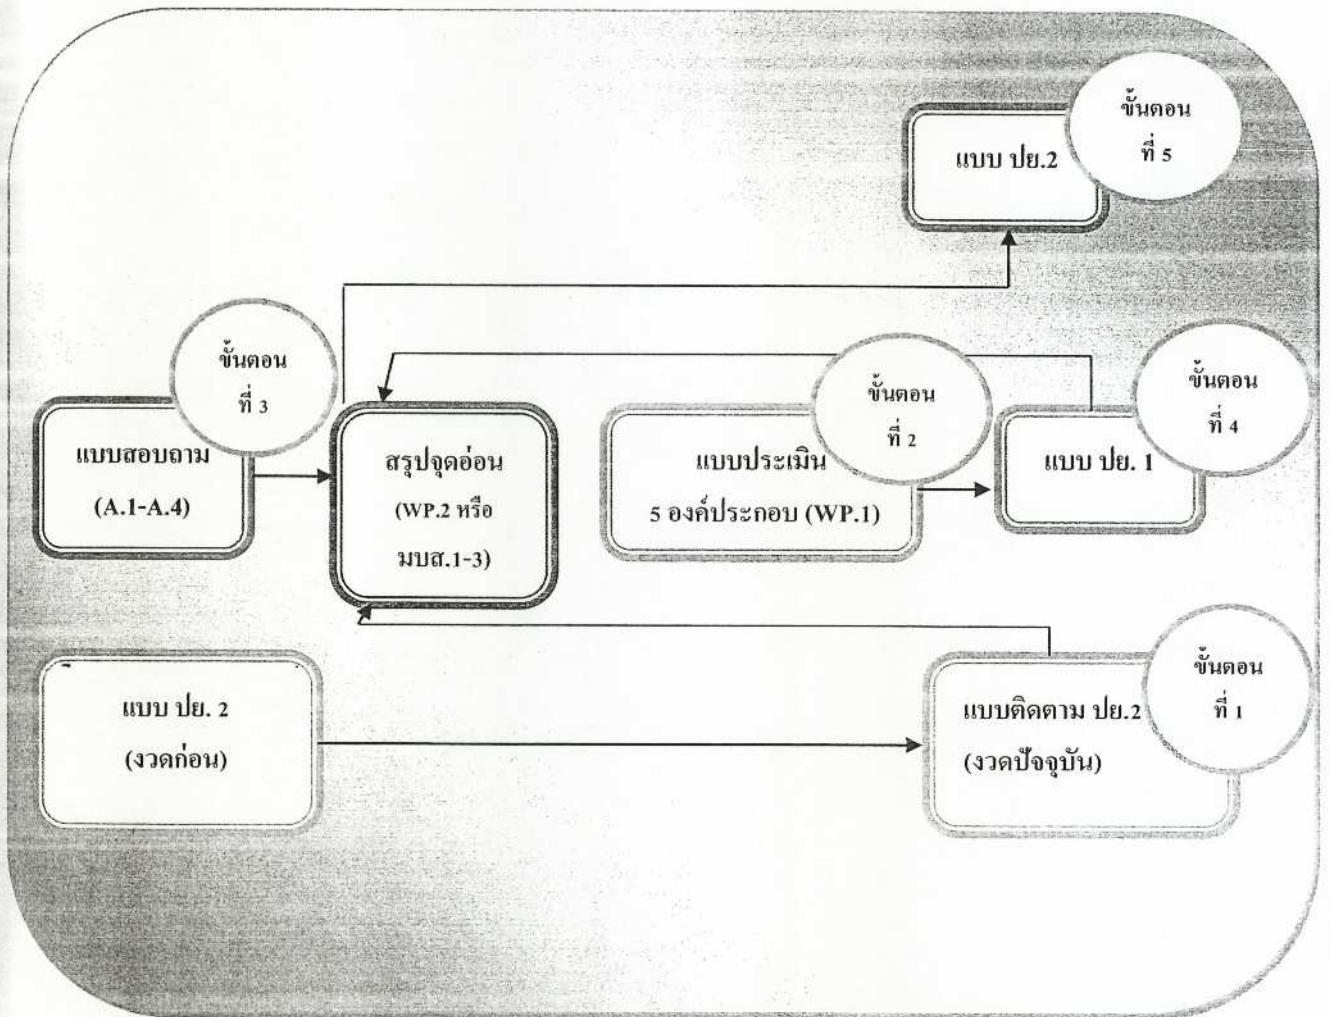 แบบ ปย.2
ขั้นตอน
ที่ 5
ขั้นตอน
ที่ 3
แบบสอบถาม
(A.1-A.4)
สรุปจุดอ่อน
(WP.2 หรือ
มบส.1-3)
ขั้นตอน
ที่ 2
แบบประเมิน
5 องค์ประกอบ (WP.1)
ขั้นตอน
ที่ 4
แบบ ปย. 1
แบบ ปย. 2
(งวดก่อน)
ขั้นตอน
ที่ 1
แบบติดตาม ปย.2
(งวดปัจจุบัน)